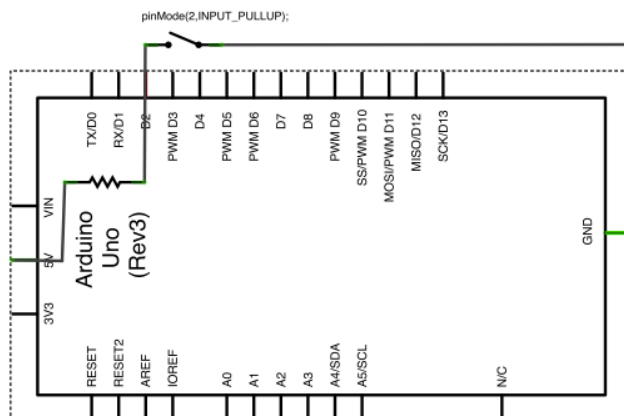 pinMode(2,INPUT_PULLUP);
TX/D0
RX/D1
D2
PWM D3
D4
PWM D5
PWM D6
D7
D8
PWM D9
SS/PWM D10
MOSI/PWM D11
MISO/D12
SCK/D13
VIN
5V
3V3
Arduino
Uno
(Rev3)
GND
RESET
RESET2
AREF
IOREF
A0
A1
A2
A3
A4/SDA
A5/SCL
N/C